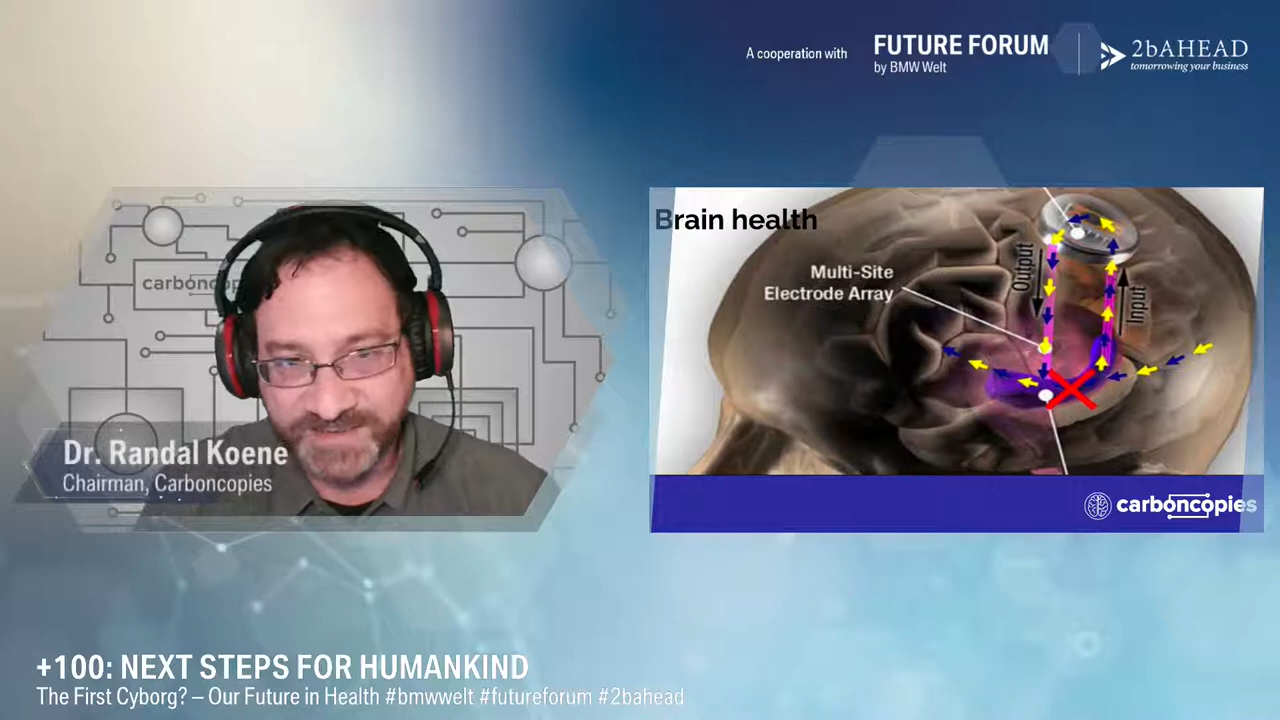 A cooperation with
FUTURE FORUM
by BMW Welt
2bAHEAD
tomorrowing your business
Brain health
Multi-Site
Electrode Array
Output
Input
carboncop
Dr. Randal Koene
Chairman, Carboncopies
carboncopies
+100: NEXT STEPS FOR HUMANKIND
The First Cyborg? – Our Future in Health #bmwwelt #futureforum #2bahead